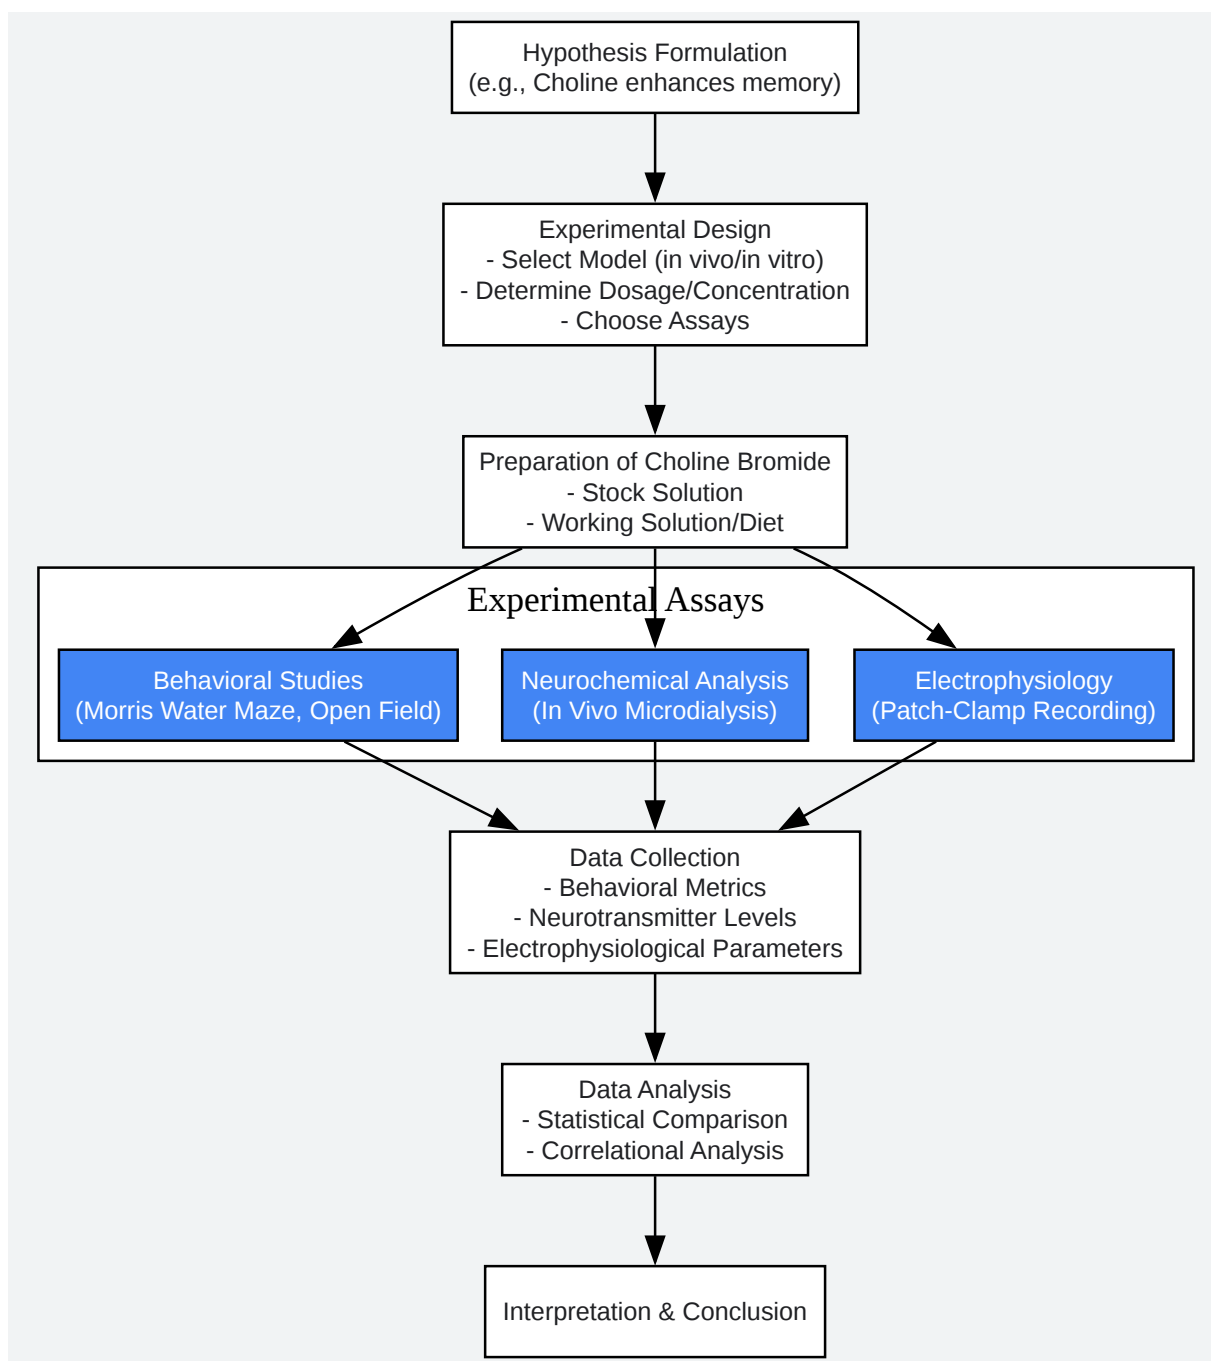 Hypothesis Formulation
(e.g., Choline enhances memory)
Experimental Design
- Select Model (in vivo/in vitro)
- Determine Dosage/Concentration
- Choose Assays
Preparation of Choline Bromide
- Stock Solution
- Working Solution/Diet
Experimental Assays
Behavioral Studies
(Morris Water Maze, Open Field)
Neurochemical Analysis
(In Vivo Microdialysis)
Electrophysiology
(Patch-Clamp Recording)
Data Collection
- Behavioral Metrics
- Neurotransmitter Levels
- Electrophysiological Parameters
Data Analysis
- Statistical Comparison
- Correlational Analysis
Interpretation & Conclusion